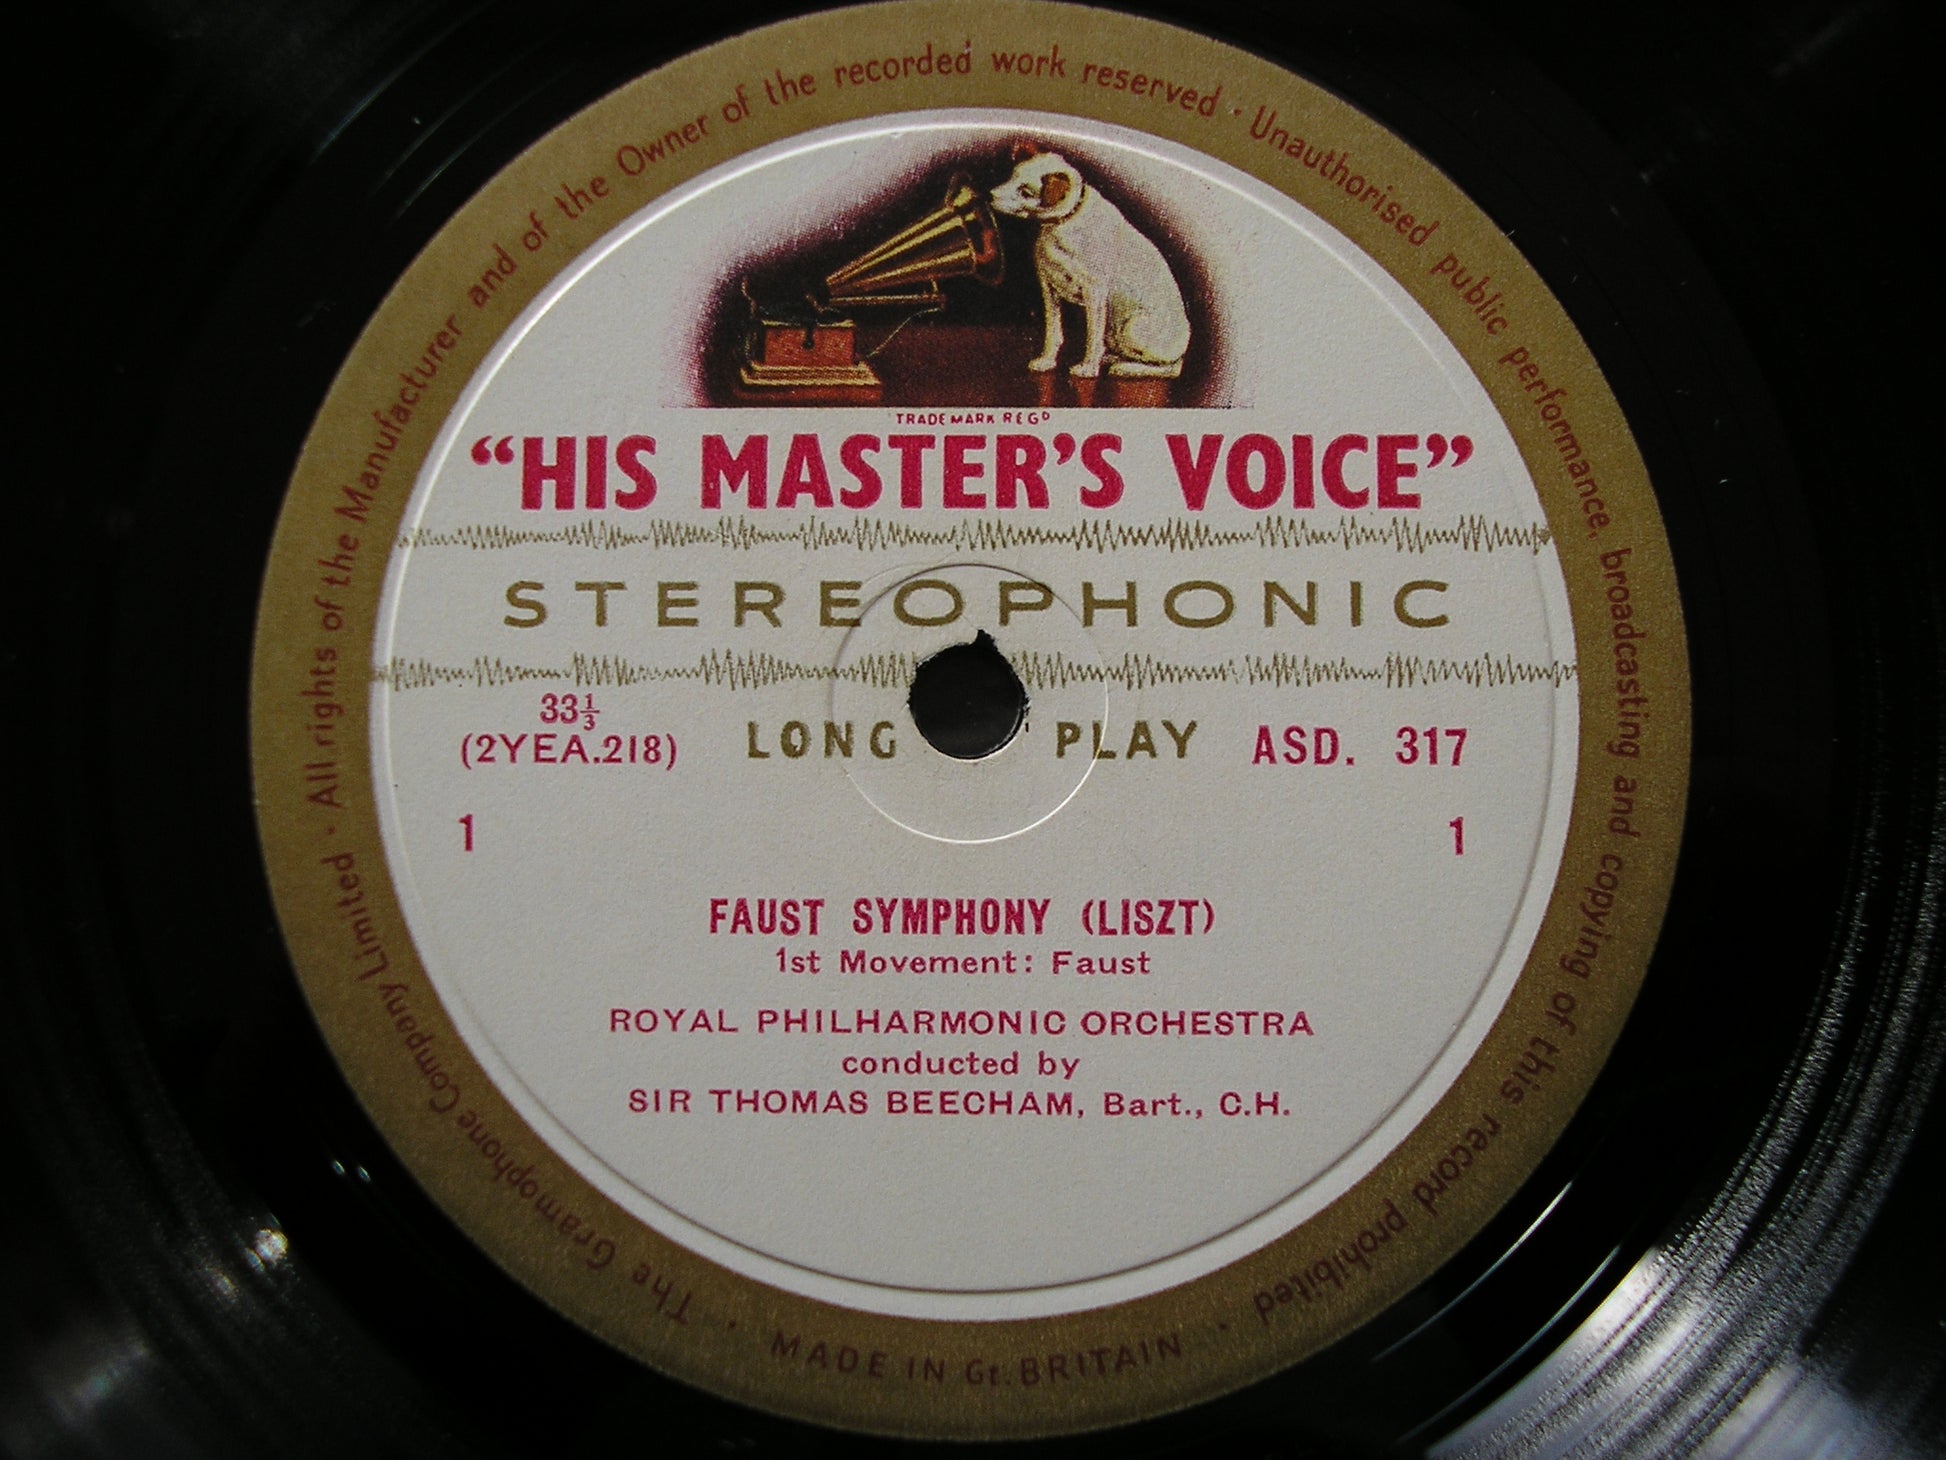 The Gramophone Company Limited · All rights of the Manufacturer and of the Owner of the recorded work reserved · Unauthorised public performance, broadcasting and copying of this record prohibited ·
TRADE MARK REGD
“HIS MASTER’S VOICE”
STEREOPHONIC
33⅓
(2YEA.218) LONG PLAY ASD. 317
1 1
FAUST SYMPHONY (LISZT)
1st Movement: Faust
ROYAL PHILHARMONIC ORCHESTRA
conducted by
SIR THOMAS BEECHAM, Bart., C.H.
MADE IN Gt. BRITAIN ·